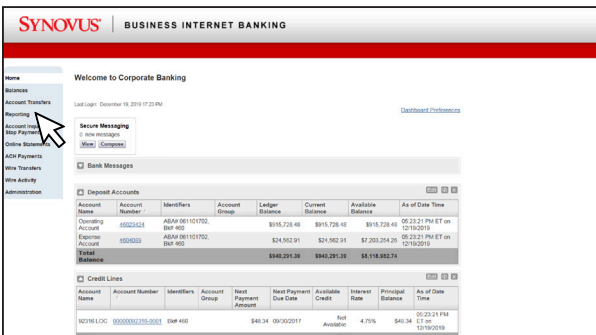 SYNOVUS® BUSINESS INTERNET BANKING
Home
Welcome to Corporate Banking
Balances
Account Transfers
Last Login: December 19, 2019 17:23 PM
Dashboard Preferences
Reporting
Account
Stop Payment
Secure Messaging
0 new messages
View Compose
Online Statements
ACH Payments
Wire Transfers
Bank Messages
Wire Activity
Administration
Deposit Accounts Edit
Account Name Account Number Identifiers Account Group Ledger Balance Current Balance Available Balance As of Date Time
Operating Account 46023424 ABA# 061101702, Bk# 460 $915,728.48 $915,728.48 $915,728.48 05:23:21 PM ET on 12/19/2019
Expense Account ABA# 061101702, Bk# 460 $24,562.91 $24,562.91 $7,203,254.26 05:23:21 PM ET on 12/19/2019
Total Balance $940,291.39 $940,291.39 $8,118,982.74
Credit Lines Edit
Account Name Account Number Identifiers Account Group Next Payment Amount Next Payment Due Date Available Credit Interest Rate Principal Balance As of Date Time
92316 LOC 00000092316-0001 Bk# 460 $48.34 09/30/2017 Not Available 4.75% $48.34 05:23:21 PM ET on 12/19/2019